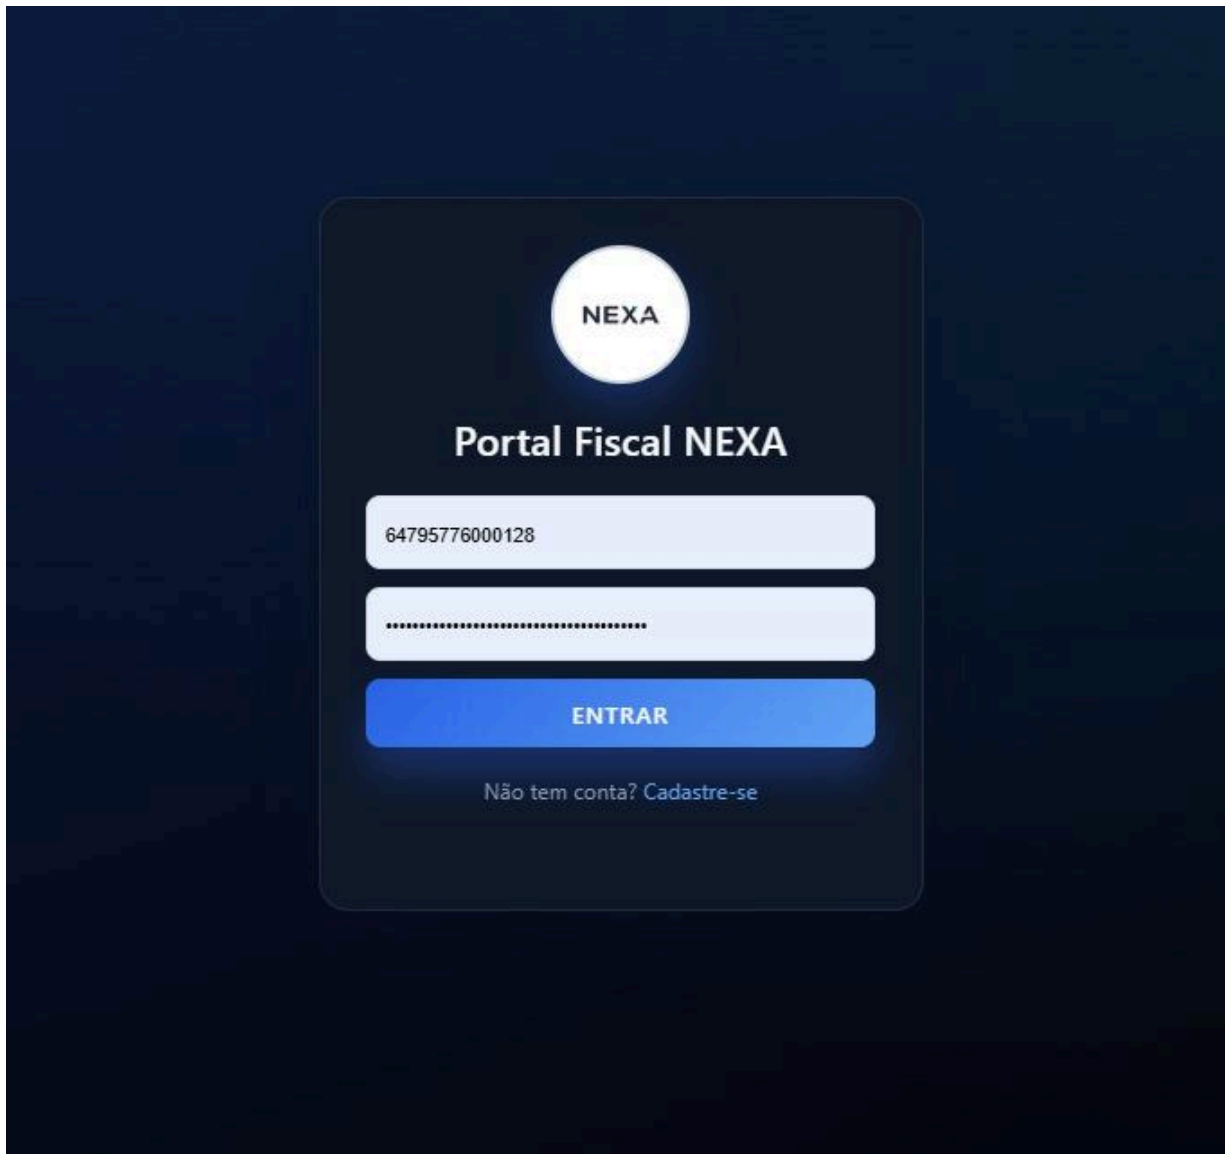 NEXA
Portal Fiscal NEXA
64795776000128
••••••••••••••••••••••••••••••••••••••
ENTRAR
Não tem conta? Cadastre-se